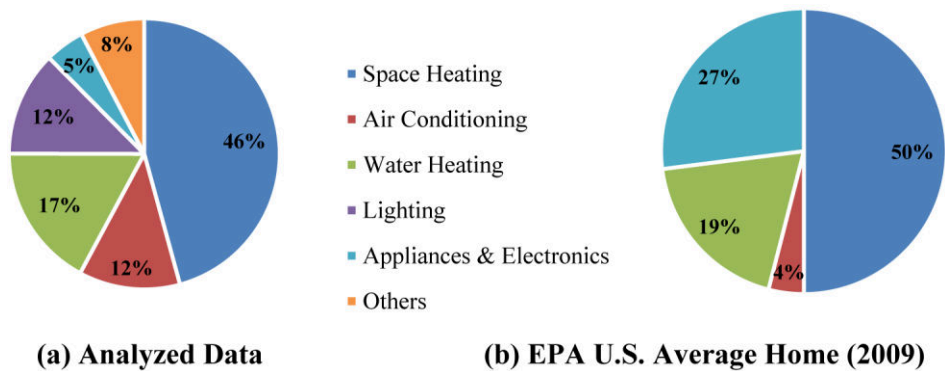 8%
5%
12%
46%
17%
12%
Space Heating
Air Conditioning
Water Heating
Lighting
Appliances & Electronics
Others
27%
50%
19%
4%
(a) Analyzed Data
(b) EPA U.S. Average Home (2009)